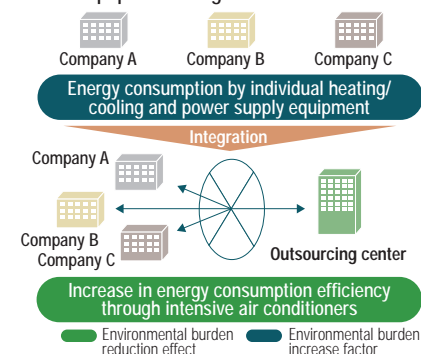 Company A
Company B
Company C
Energy consumption by individual heating/
cooling and power supply equipment
Integration
Company A
Company B
Company C
Outsourcing center
Increase in energy consumption efficiency
through intensive air conditioners
Environmental burden
reduction effect
Environmental burden
increase factor